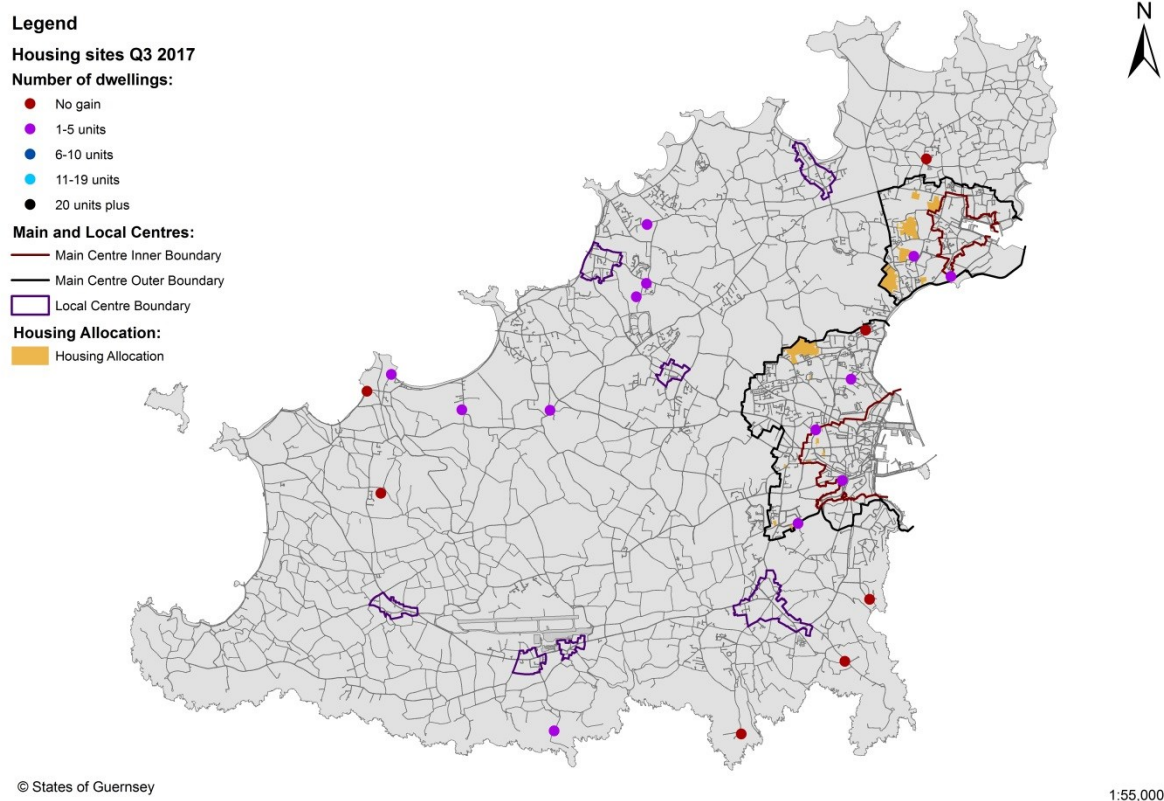 Legend
Housing sites Q3 2017
Number of dwellings:
No gain
1-5 units
6-10 units
11-19 units
20 units plus
Main and Local Centres:
Main Centre Inner Boundary
Main Centre Outer Boundary
Local Centre Boundary
Housing Allocation:
Housing Allocation
N
© States of Guernsey
1:55,000